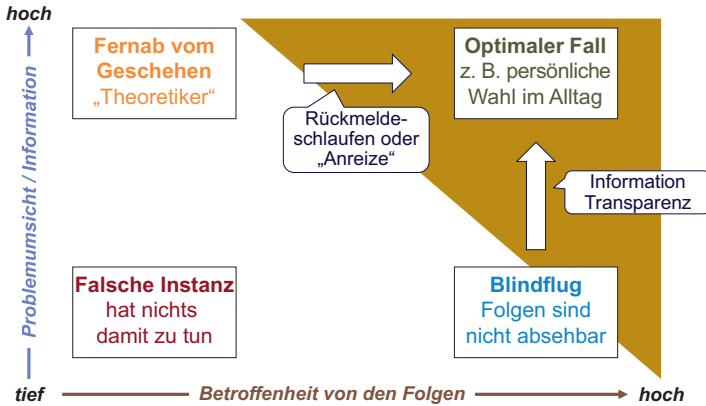 hoch
Problemumsicht / Information
Fernab vom
Geschehen
„Theoretiker“
Optimaler Fall
z. B. persönliche
Wahl im Alltag
Rückmelde-
schlaufen oder
„Anreize“
Information
Transparenz
Falsche Instanz
hat nichts
damit zu tun
Blindflug
Folgen sind
nicht absehbar
tief
Betroffenheit von den Folgen
hoch